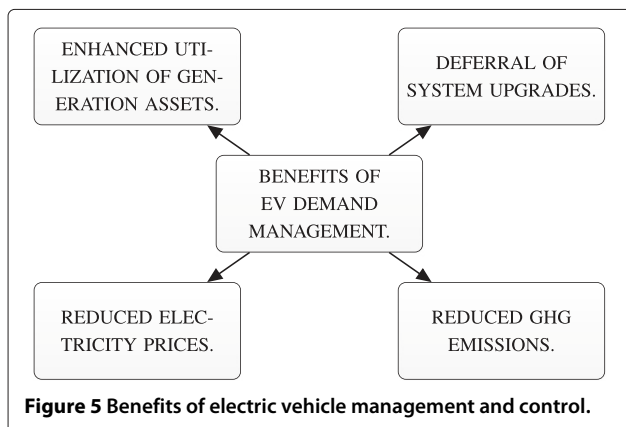 ENHANCED UTI-
LIZATION OF GEN-
ERATION ASSETS.
DEFERRAL OF
SYSTEM UPGRADES.
BENEFITS OF
EV DEMAND
MANAGEMENT.
REDUCED ELEC-
TRICITY PRICES.
REDUCED GHG
EMISSIONS.
Figure 5 Benefits of electric vehicle management and control.